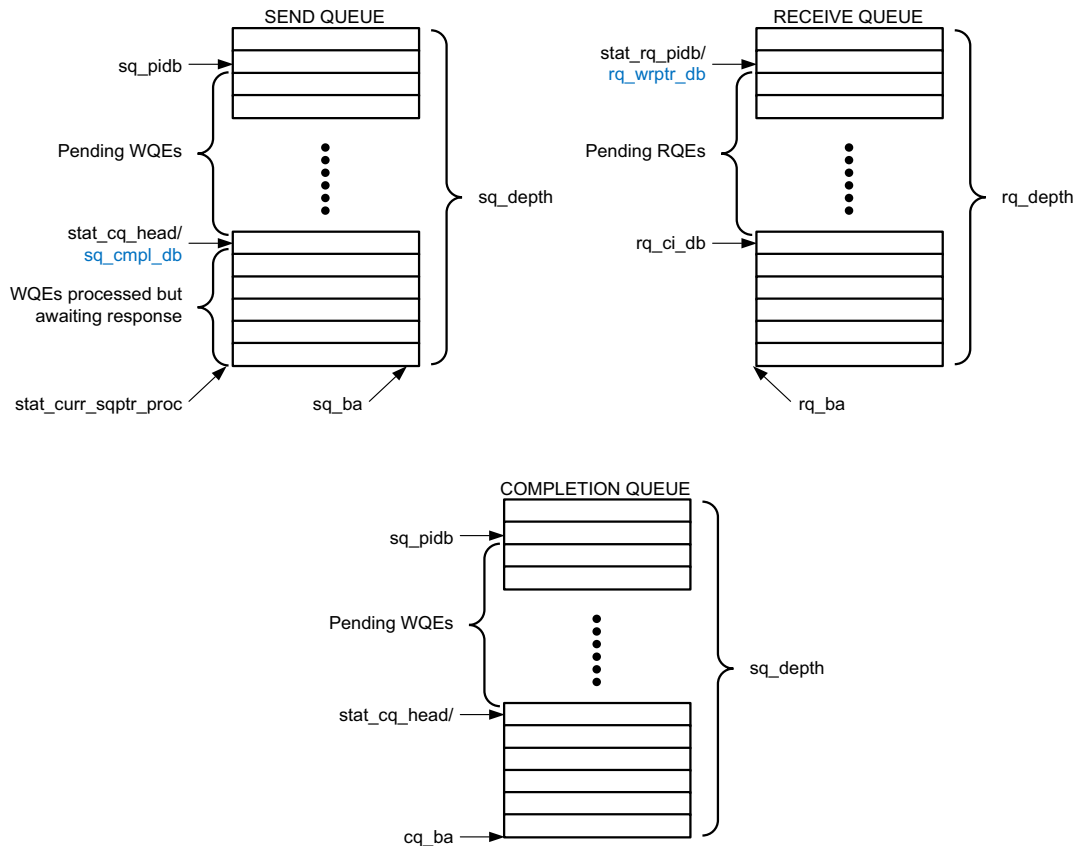 SEND QUEUE
sq_pidb
Pending WQEs
sq_depth
stat_cq_head/
sq_cmpl_db
WQEs processed but
awaiting response
stat_curr_sqptr_proc
sq_ba
RECEIVE QUEUE
stat_rq_pidb/
rq_wrptr_db
Pending RQEs
rq_depth
rq_ci_db
rq_ba
COMPLETION QUEUE
sq_pidb
Pending WQEs
sq_depth
stat_cq_head/
cq_ba